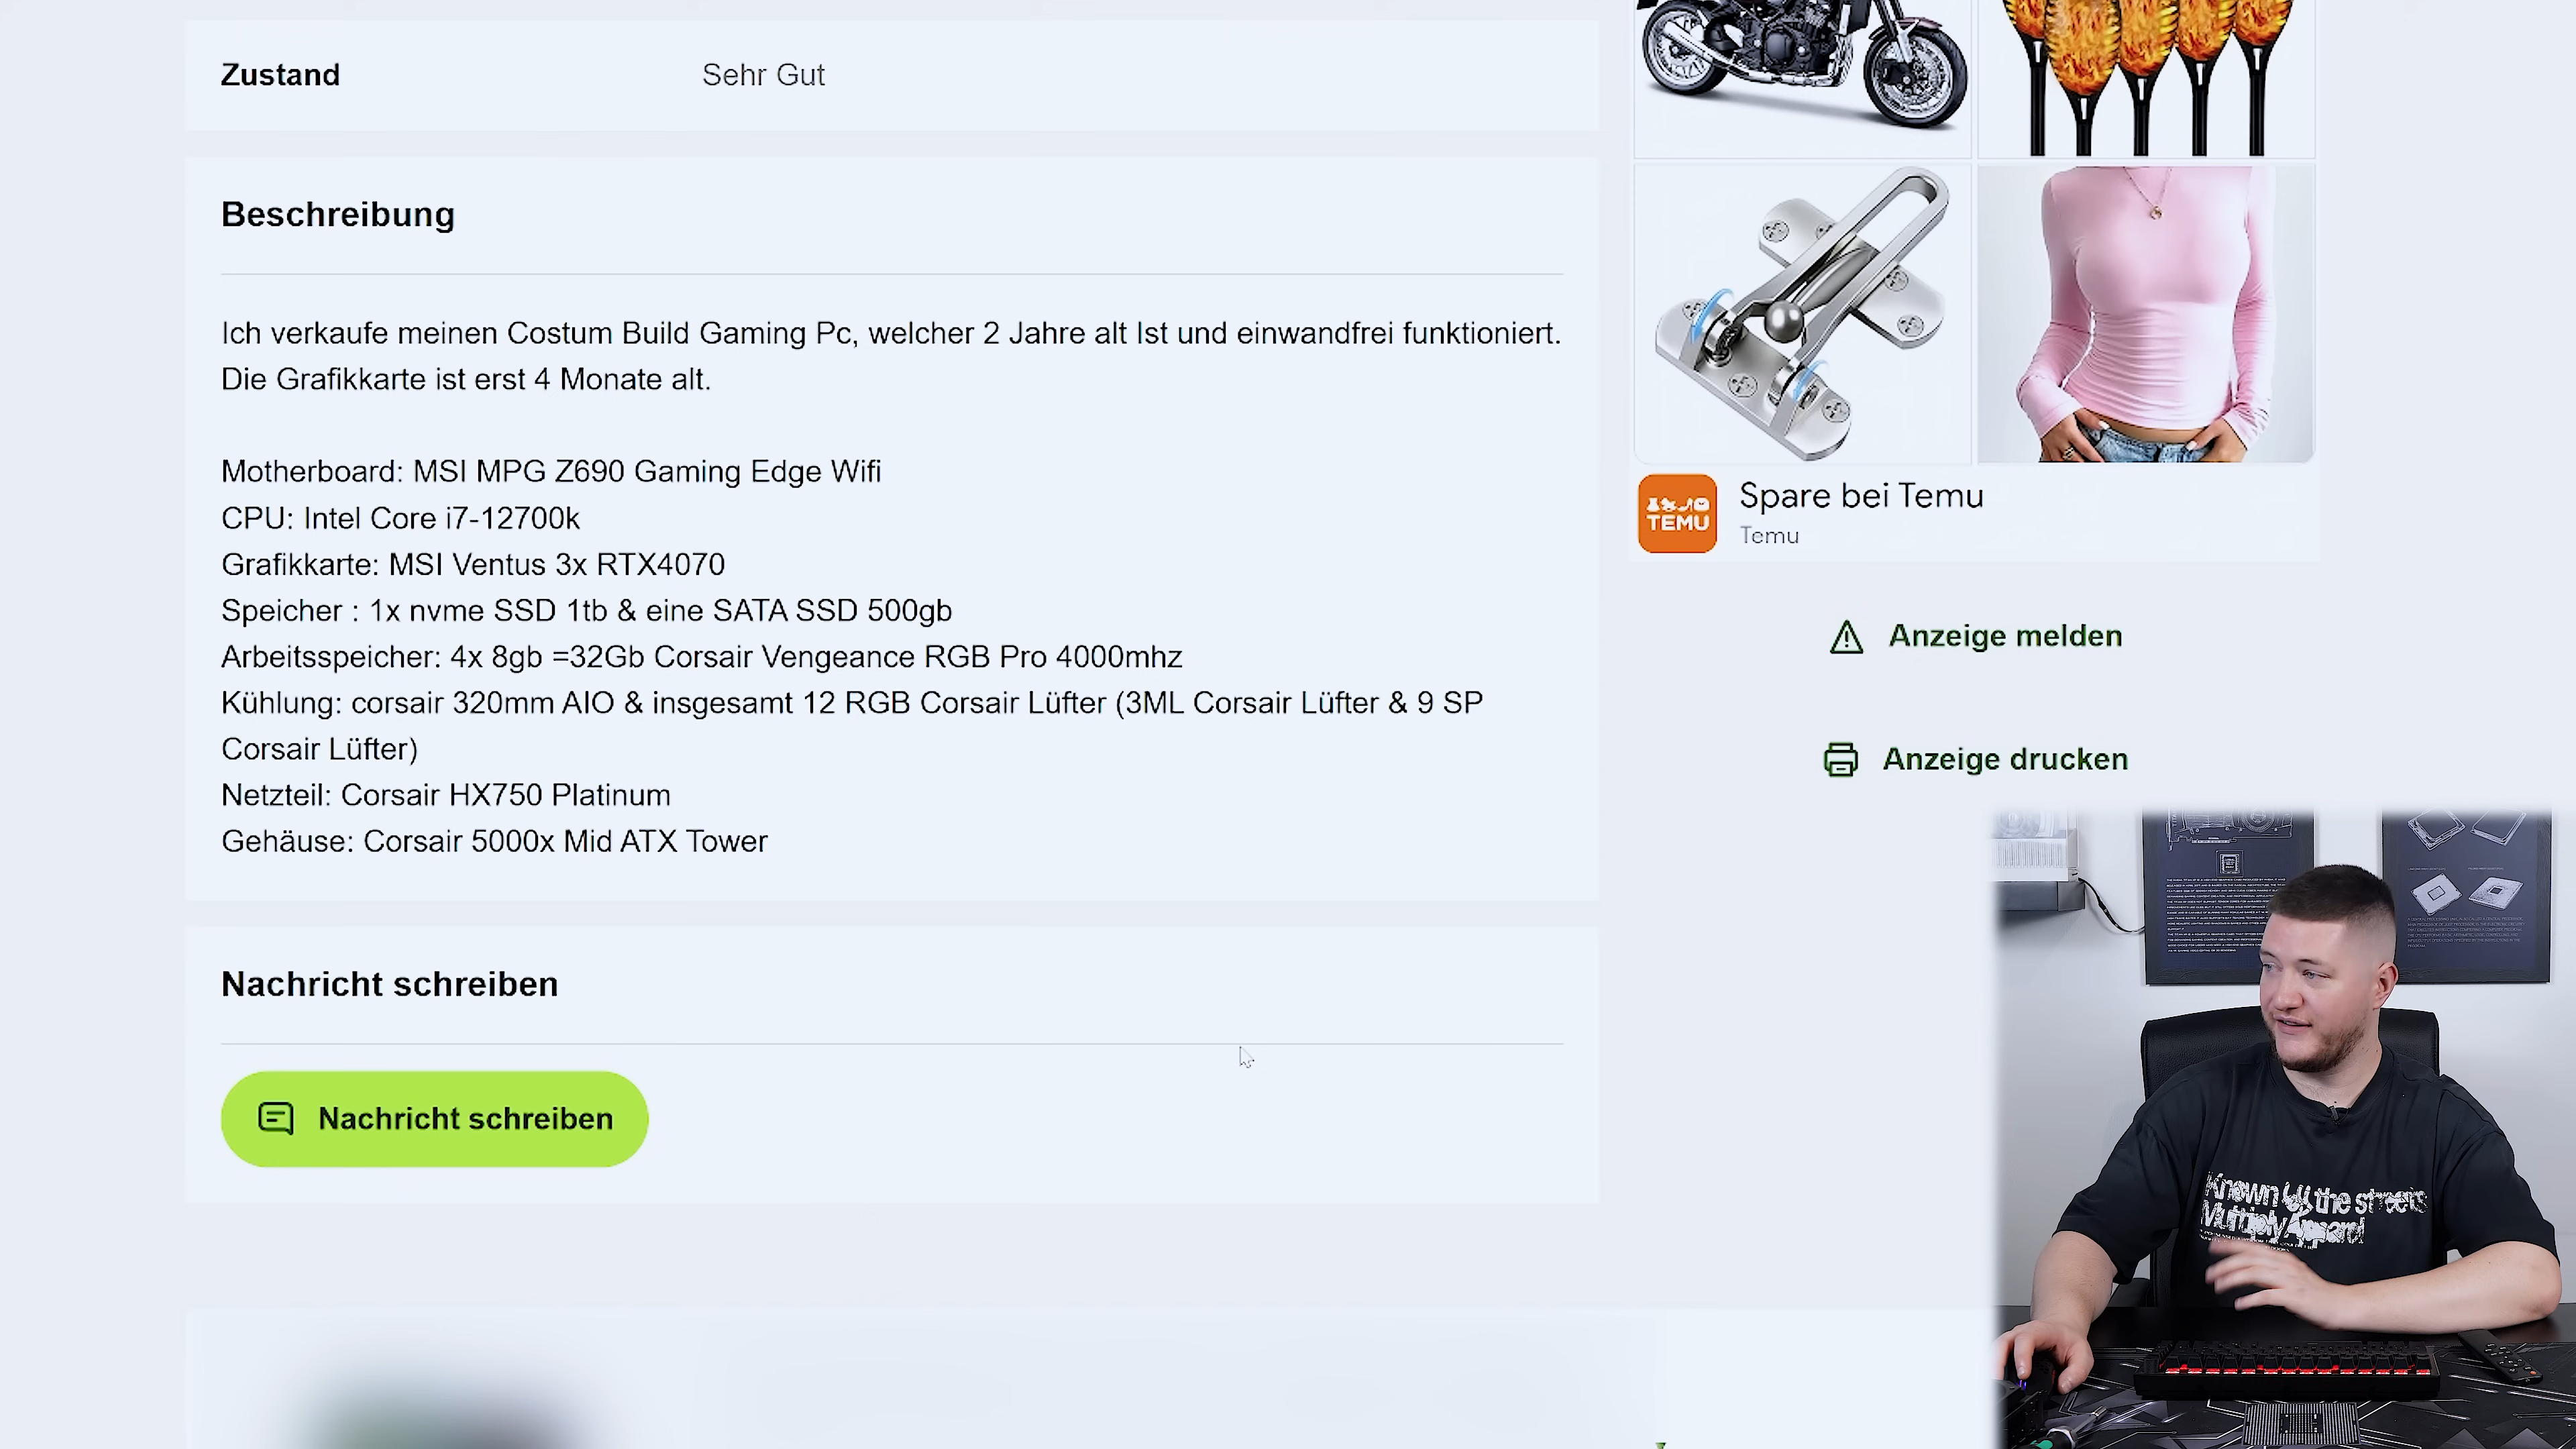 Zustand
Sehr Gut
Beschreibung
Ich verkaufe meinen Costum Build Gaming Pc, welcher 2 Jahre alt Ist und einwandfrei funktioniert.
Die Grafikkarte ist erst 4 Monate alt.
Motherboard: MSI MPG Z690 Gaming Edge Wifi
CPU: Intel Core i7-12700k
Grafikkarte: MSI Ventus 3x RTX4070
Speicher : 1x nvme SSD 1tb & eine SATA SSD 500gb
Arbeitsspeicher: 4x 8gb =32Gb Corsair Vengeance RGB Pro 4000mhz
Kühlung: corsair 320mm AIO & insgesamt 12 RGB Corsair Lüfter (3ML Corsair Lüfter & 9 SP
Corsair Lüfter)
Netzteil: Corsair HX750 Platinum
Gehäuse: Corsair 5000x Mid ATX Tower
Nachricht schreiben
Nachricht schreiben
TEMU
Spare bei Temu
Temu
Anzeige melden
Anzeige drucken
Known the streets
Multiply Apparel